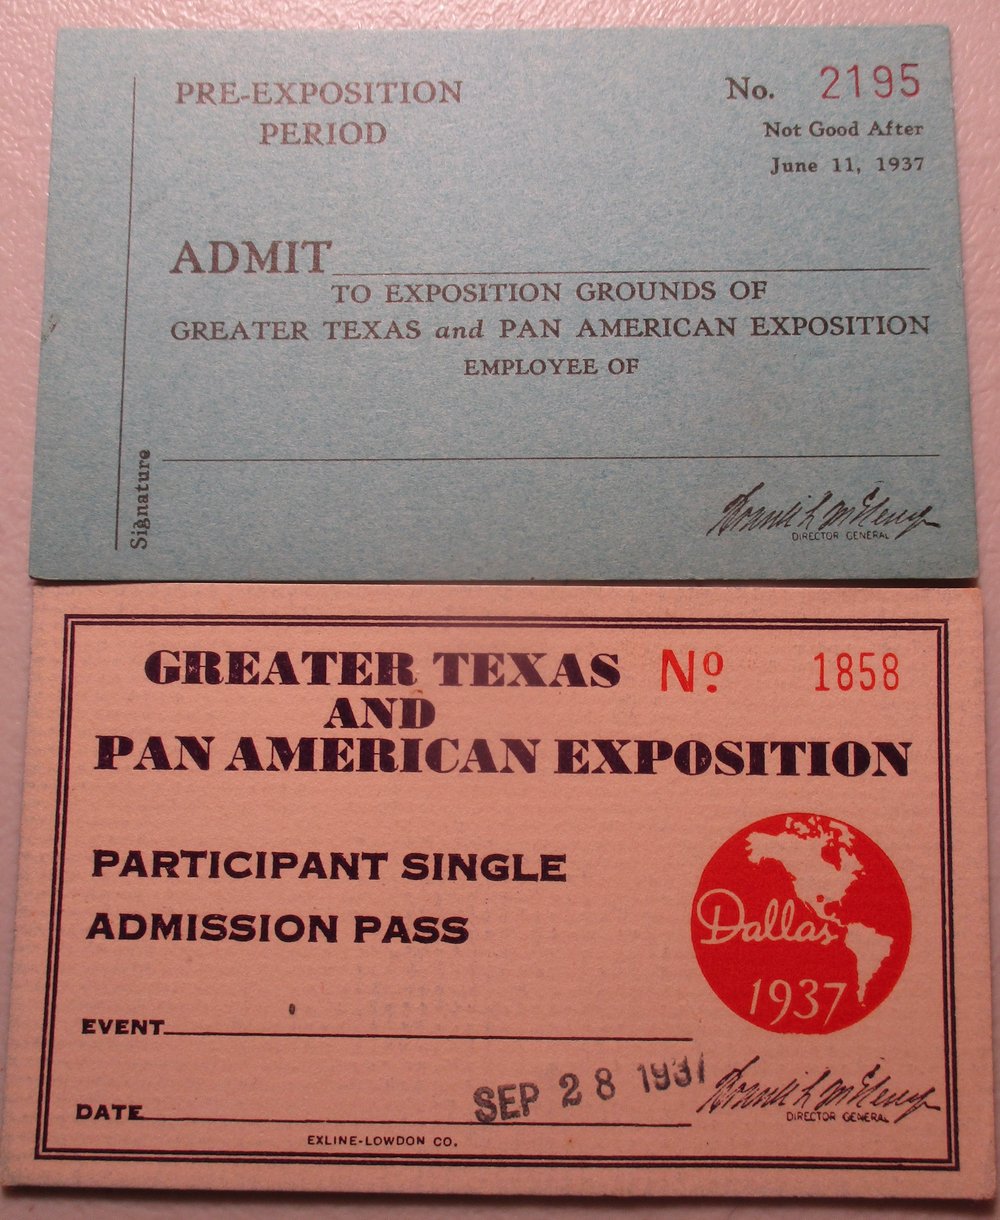 PRE-EXPOSITION
PERIOD
No. 2195
Not Good After
June 11, 1937
ADMIT
TO EXPOSITION GROUNDS OF
GREATER TEXAS and PAN AMERICAN EXPOSITION
EMPLOYEE OF
Signature
DIRECTOR GENERAL
GREATER TEXAS
AND
PAN AMERICAN EXPOSITION
Nº 1858
PARTICIPANT SINGLE
ADMISSION PASS
Dallas
1937
EVENT
DATE SEP 28 1937
DIRECTOR GENERAL
EXLINE-LOWDON CO.